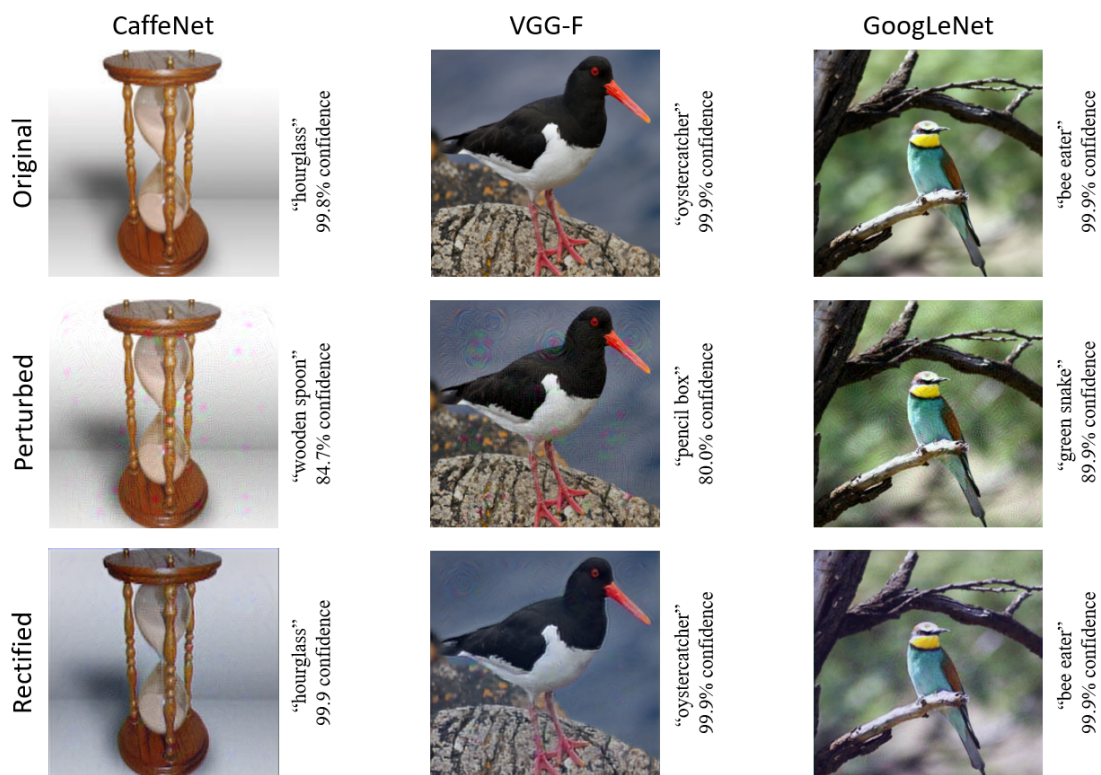 CaffeNet
VGG-F
GoogLeNet
Original
“hourglass”
99.8% confidence
“oystercatcher”
99.9% confidence
“bee eater”
99.9% confidence
Perturbed
“wooden spoon”
84.7% confidence
“pencil box”
80.0% confidence
“green snake”
89.9% confidence
Rectified
“hourglass”
99.9 confidence
“oystercatcher”
99.9% confidence
“bee eater”
99.9% confidence